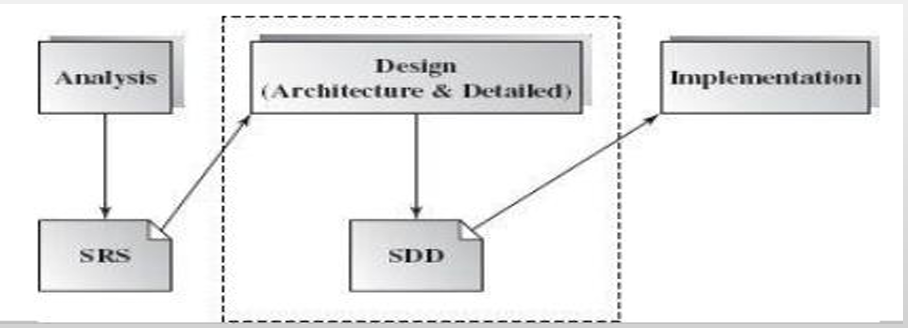 Analysis
Design
(Architecture & Detailed)
Implementation
SRS
SDD